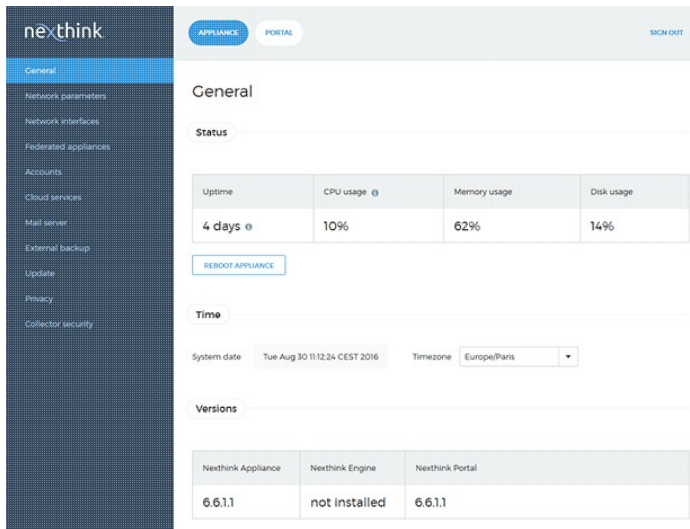 nexthink
APPLIANCE PORTAL SIGN OUT
General
Network parameters
Network interfaces
Federated appliances
Accounts
Cloud services
Mail server
External backup
Update
Privacy
Collector security
General
Status
Uptime CPU usage Memory usage Disk usage
4 days 10% 62% 14%
REBOOT APPLIANCE
Time
System date Tue Aug 30 11:12:24 CEST 2016 Timezone Europe/Paris
Versions
Nexthink Appliance Nexthink Engine Nexthink Portal
6.6.1.1 not installed 6.6.1.1